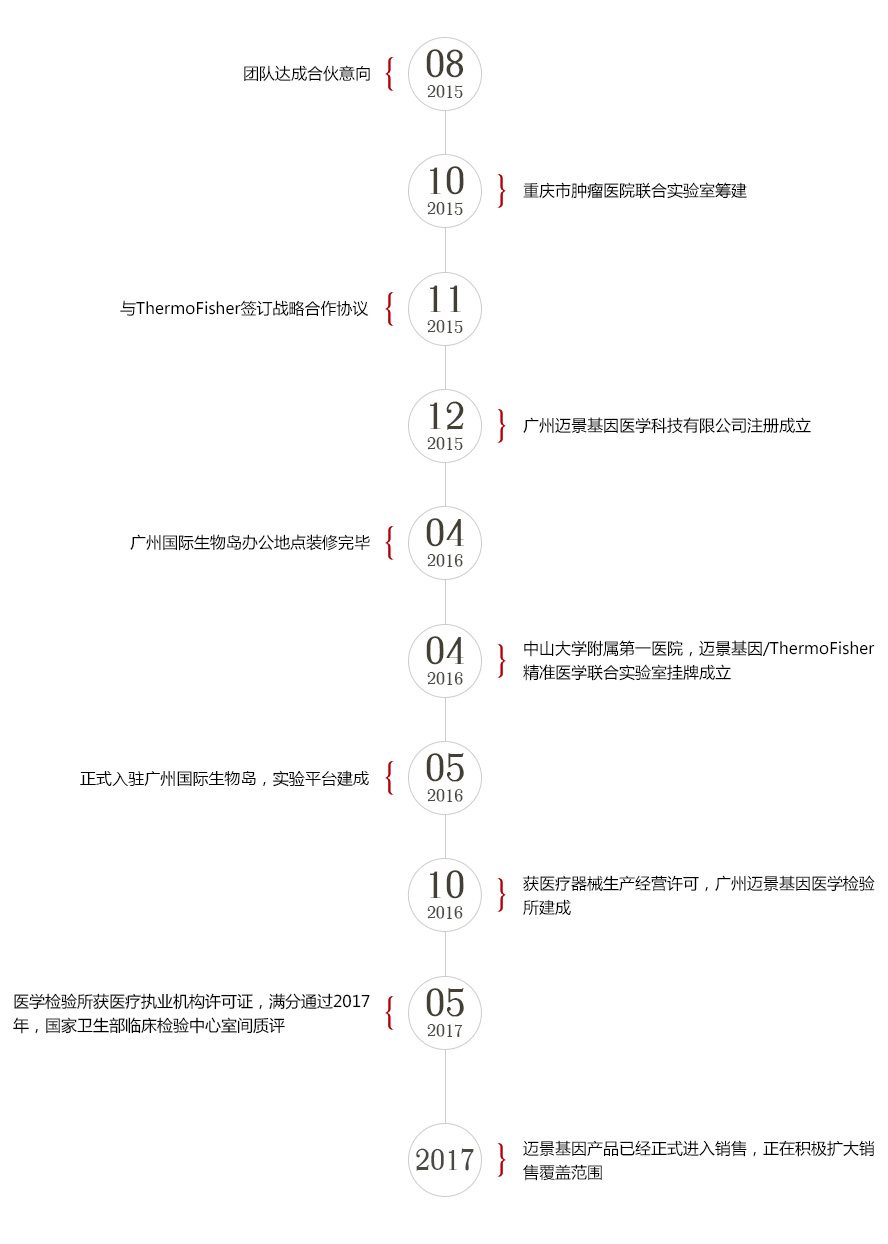 团队达成合伙意向
08
2015
10
2015
重庆市肿瘤医院联合实验室筹建
与ThermoFisher签订战略合作协议
11
2015
12
2015
广州迈景基因医学科技有限公司注册成立
广州国际生物岛办公地点装修完毕
04
2016
04
2016
中山大学附属第一医院，迈景基因/ThermoFisher
精准医学联合实验室挂牌成立
正式入驻广州国际生物岛，实验平台建成
05
2016
10
2016
获医疗器械生产经营许可，广州迈景基因医学检验
所建成
医学检验所获医疗执业机构许可证，满分通过2017
年，国家卫生部临床检验中心室间质评
05
2017
2017
迈景基因产品已经正式进入销售，正在积极扩大销
售覆盖范围